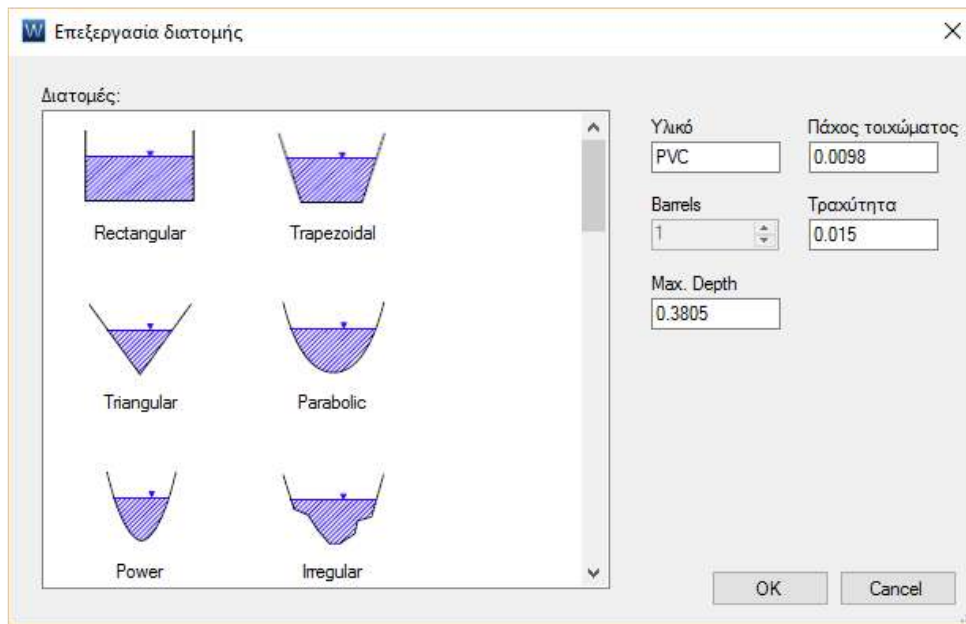 W Επεξεργασία διατομής
Διατομές:
Rectangular
Trapezoidal
Triangular
Parabolic
Power
Irregular
Υλικό
Πάχος τοιχώματος
PVC
0.0098
Barrels
Τραχύτητα
1
0.015
Max. Depth
0.3805
OK
Cancel